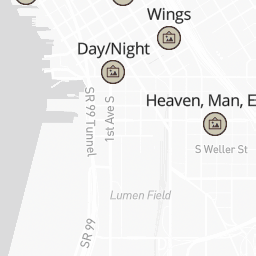 Wings
Day/Night
Heaven, Man, E
SR 99 Tunnel
1st Ave S
S Weller St
Lumen Field
SR 99